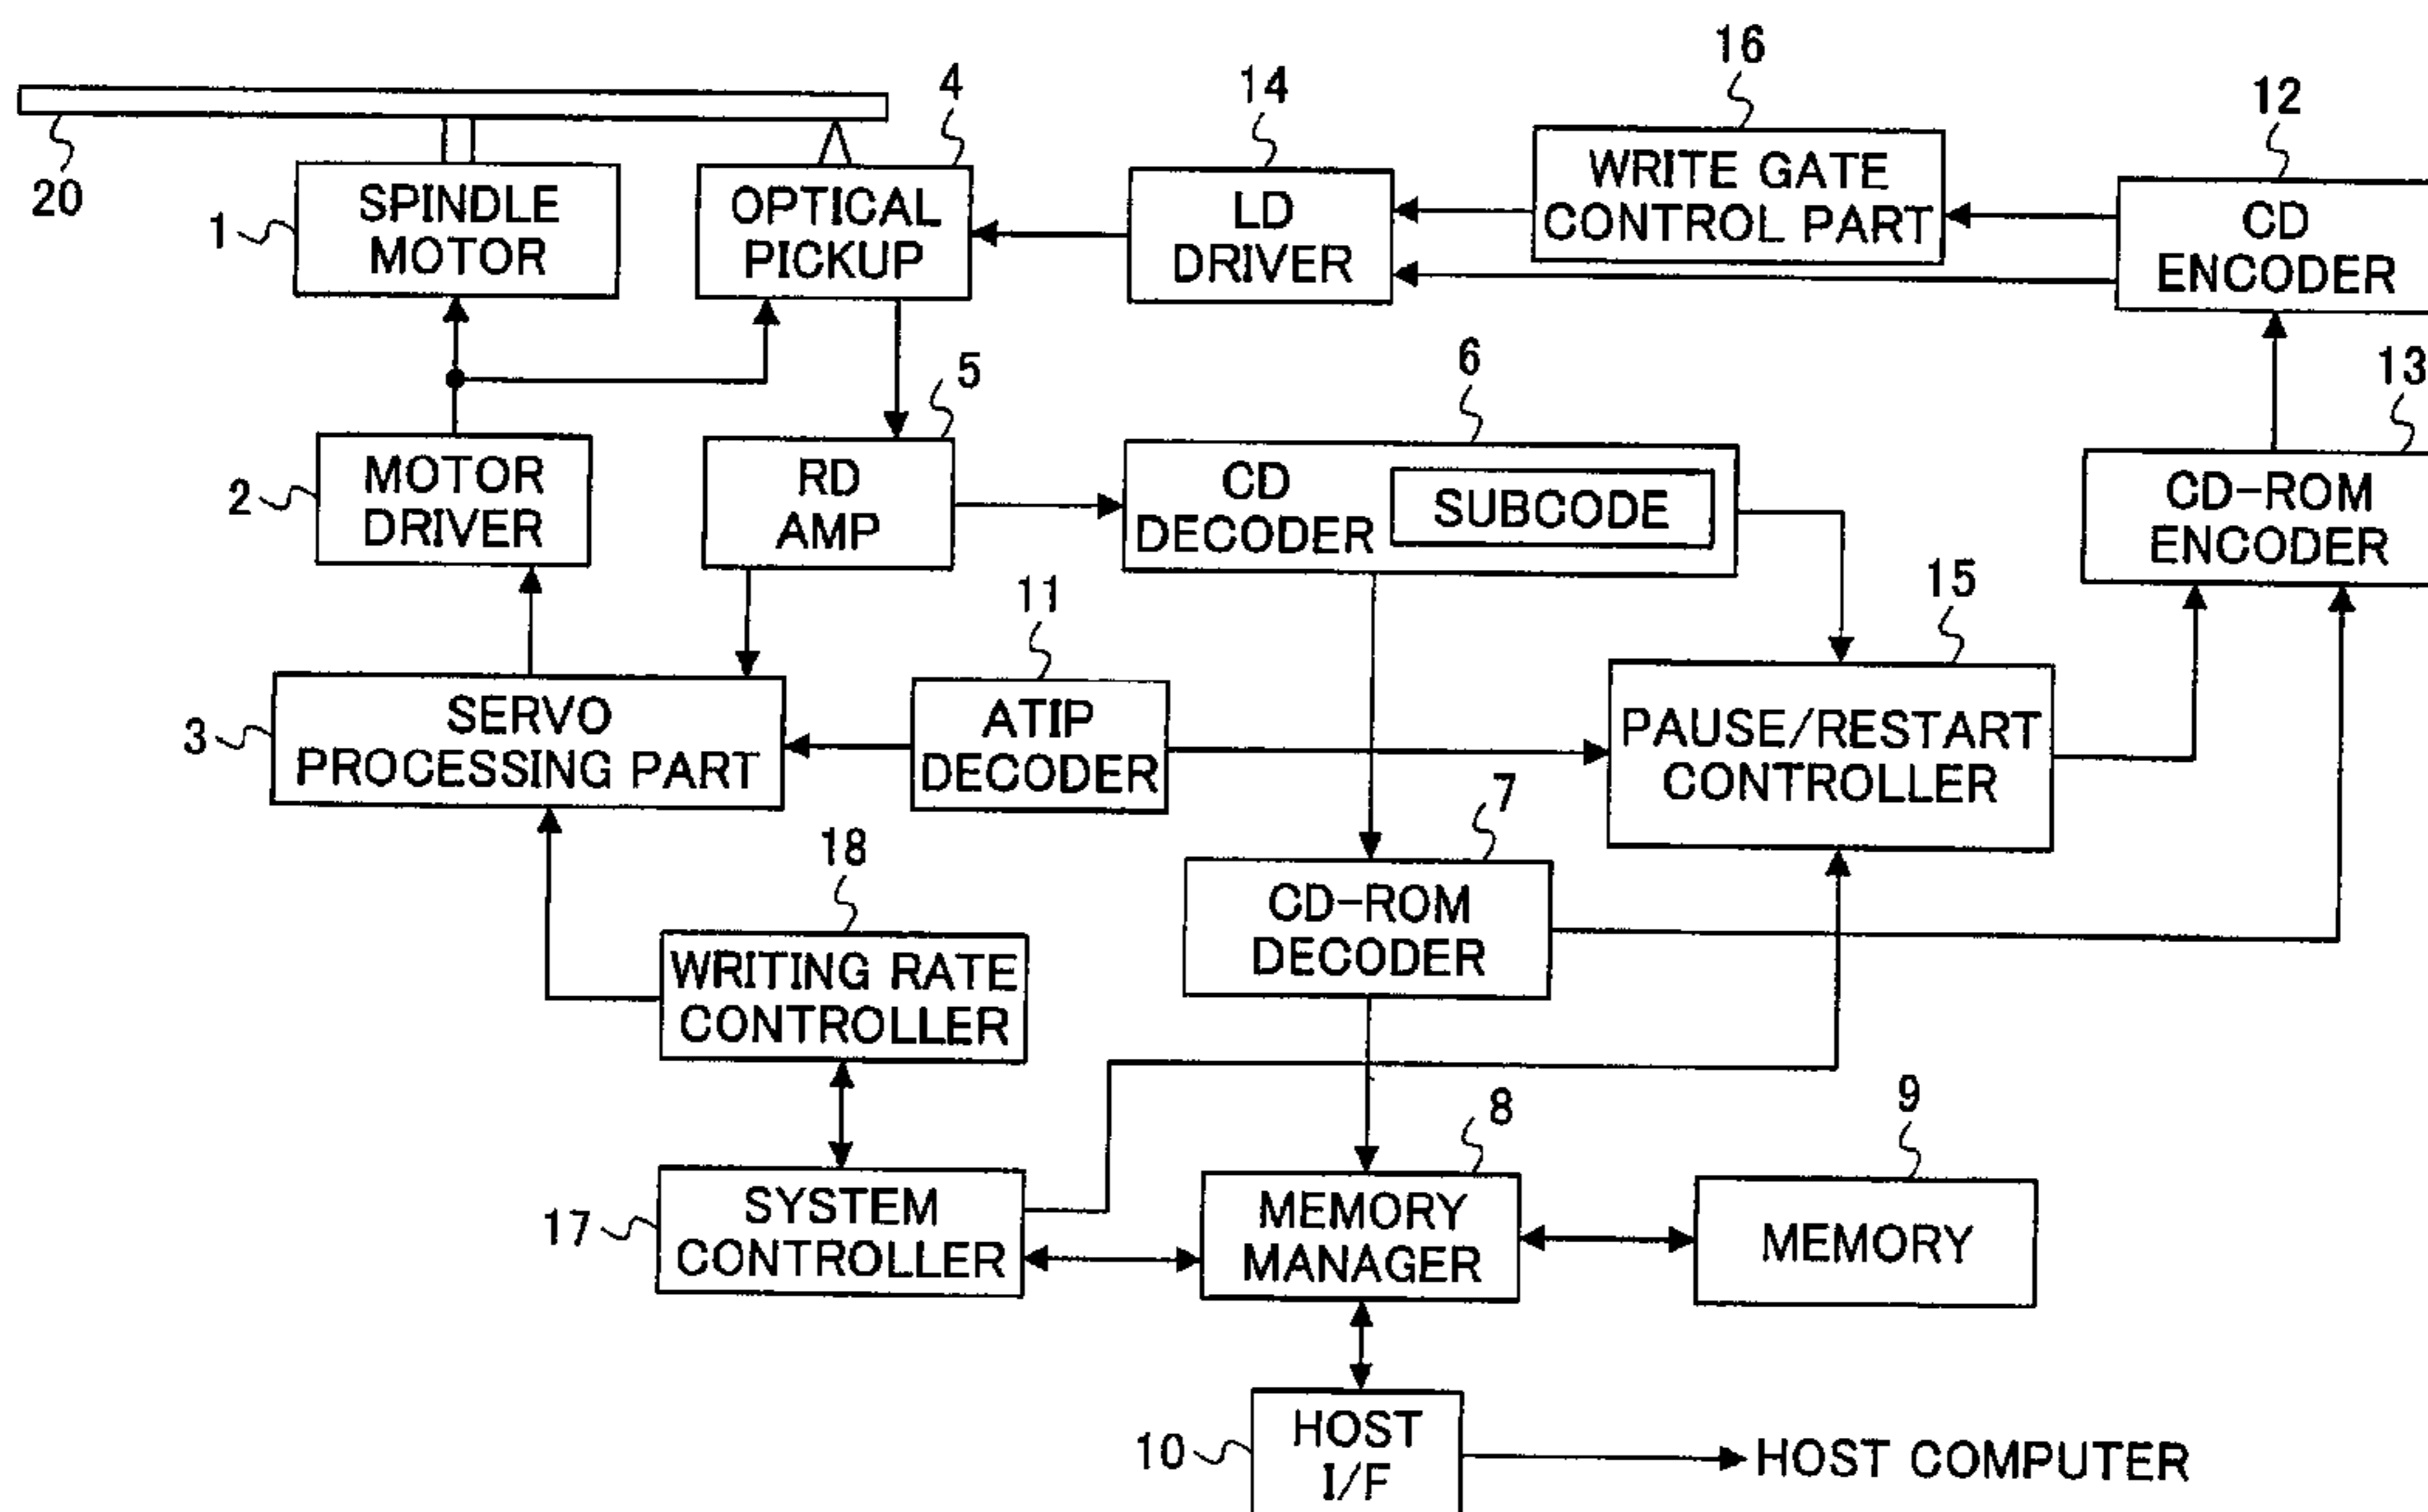 16
4
14
12
20
1
SPINDLE
MOTOR
OPTICAL
PICKUP
LD
DRIVER
WRITE GATE
CONTROL PART
CD
ENCODER
5
6
13
2
MOTOR
DRIVER
RD
AMP
CD
DECODER
SUBCODE
CD-ROM
ENCODER
11
15
3
SERVO
PROCESSING PART
ATIP
DECODER
PAUSE/RESTART
CONTROLLER
7
18
CD-ROM
DECODER
WRITING RATE
CONTROLLER
8
9
17
SYSTEM
CONTROLLER
MEMORY
MANAGER
MEMORY
10
HOST
I/F
HOST COMPUTER